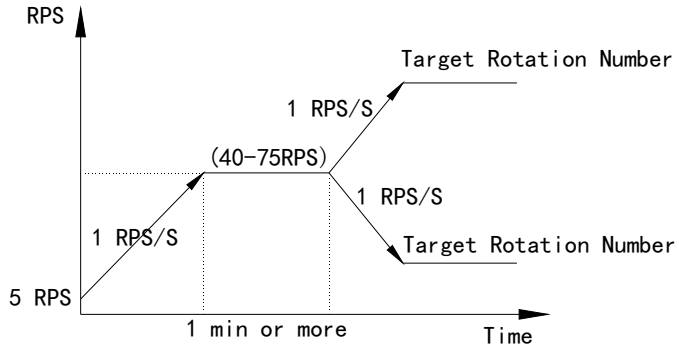 RPS
Target Rotation Number
1 RPS/S
(40-75RPS)
1 RPS/S
1 RPS/S
Target Rotation Number
5 RPS
1 min or more
Time